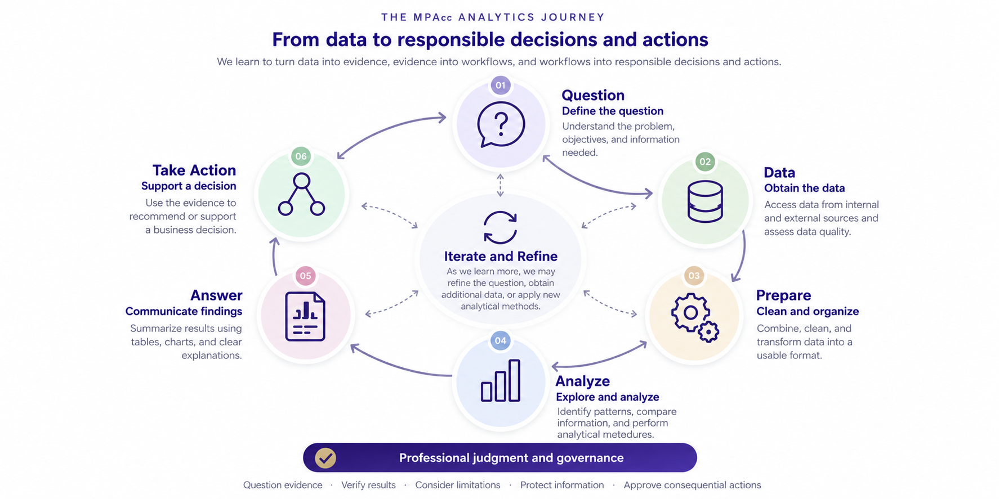 THE MPAcc ANALYTICS JOURNEY
From data to responsible decisions and actions
We learn to turn data into evidence, evidence into workflows, and workflows into responsible decisions and actions.
01
Question
Define the question
Understand the problem,
objectives, and information
needed.
02
Data
Obtain the data
Access data from internal
and external sources and
assess data quality.
03
Prepare
Clean and organize
Combine, clean, and
transform data into a
usable format.
04
Analyze
Explore and analyze
Identify patterns, compare
information, and perform
analytical metedures.
05
Answer
Communicate findings
Summarize results using
tables, charts, and clear
explanations.
06
Take Action
Support a decision
Use the evidence to
recommend or support
a business decision.
Iterate and Refine
As we learn more, we may
refine the question, obtain
additional data, or apply new
analytical methods.
Professional judgment and governance
Question evidence · Verify results · Consider limitations · Protect information · Approve consequential actions